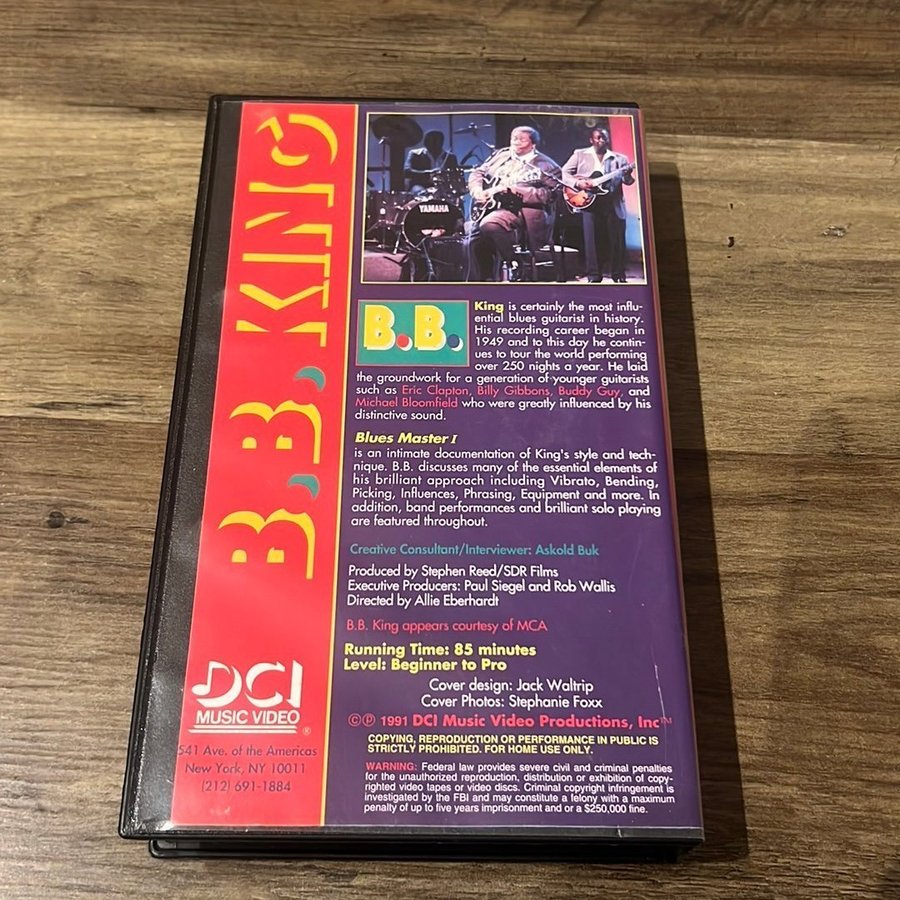 B.B. KING
YAMAHA
B.B.
King is certainly the most influ-
ential blues guitarist in history.
His recording career began in
1949 and to this day he contin-
ues to tour the world performing
over 250 nights a year. He laid
the groundwork for a generation of younger guitarists
such as Eric Clapton, Billy Gibbons, Buddy Guy, and
Michael Bloomfield who were greatly influenced by his
distinctive sound.
Blues Master I
is an intimate documentation of King's style and tech-
nique. B.B. discusses many of the essential elements of
his brilliant approach including Vibrato, Bending,
Picking, Influences, Phrasing, Equipment and more. In
addition, band performances and brilliant solo playing
are featured throughout.
Creative Consultant/Interviewer: Askold Buk
Produced by Stephen Reed/SDR Films
Executive Producers: Paul Siegel and Rob Wallis
Directed by Allie Eberhardt
B.B. King appears courtesy of MCA
Running Time: 85 minutes
Level: Beginner to Pro
Cover design: Jack Waltrip
Cover Photos: Stephanie Foxx
©℗ 1991 DCI Music Video Productions, Inc™
COPYING, REPRODUCTION OR PERFORMANCE IN PUBLIC IS
STRICTLY PROHIBITED. FOR HOME USE ONLY.
WARNING: Federal law provides severe civil and criminal penalties
for the unauthorized reproduction, distribution or exhibition of copy-
righted video tapes or video discs. Criminal copyright infringement is
investigated by the FBI and may constitute a felony with a maximum
penalty of up to five years imprisonment and or a $250,000 fine.
DCI
MUSIC VIDEO®
541 Ave. of the Americas
New York, NY 10011
(212) 691-1884